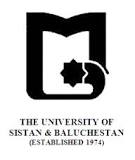 THE UNIVERSITY OF
SISTAN & BALUCHESTAN
(ESTABLISHED 1974)